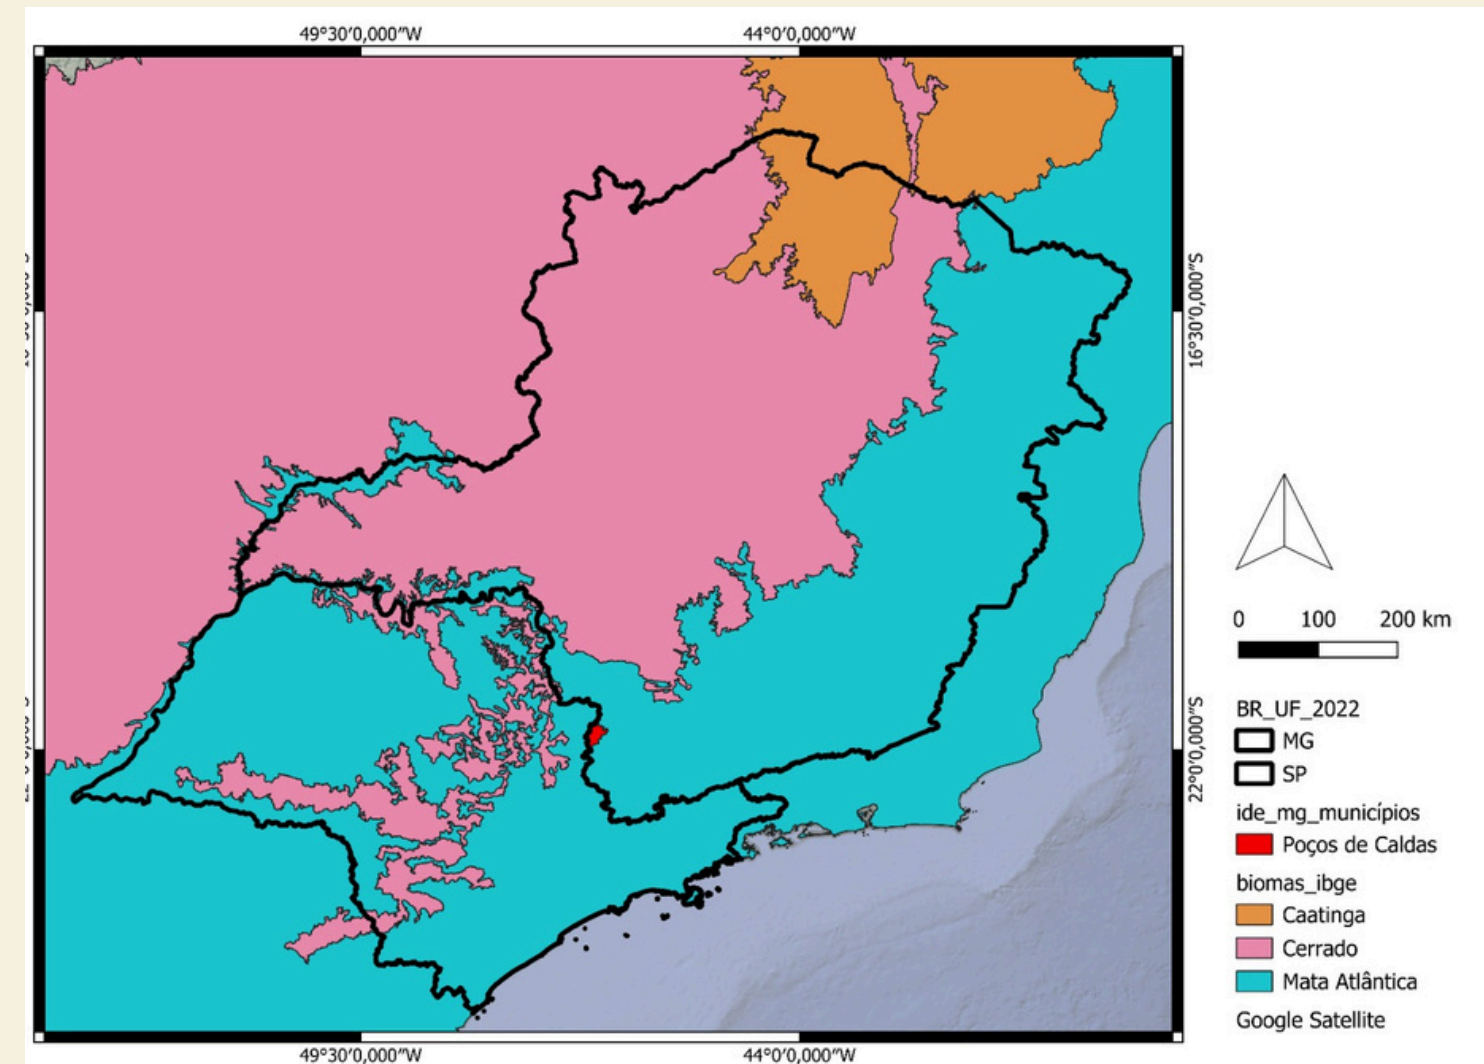 49°30'0,000"W
44°0'0,000"W
16°30'0,000"S
22°0'0,000"S
0 100 200 km
BR_UF_2022
MG
SP
ide_mg_municípios
Poços de Caldas
biomas_ibge
Caatinga
Cerrado
Mata Atlântica
Google Satellite
49°30'0,000"W
44°0'0,000"W